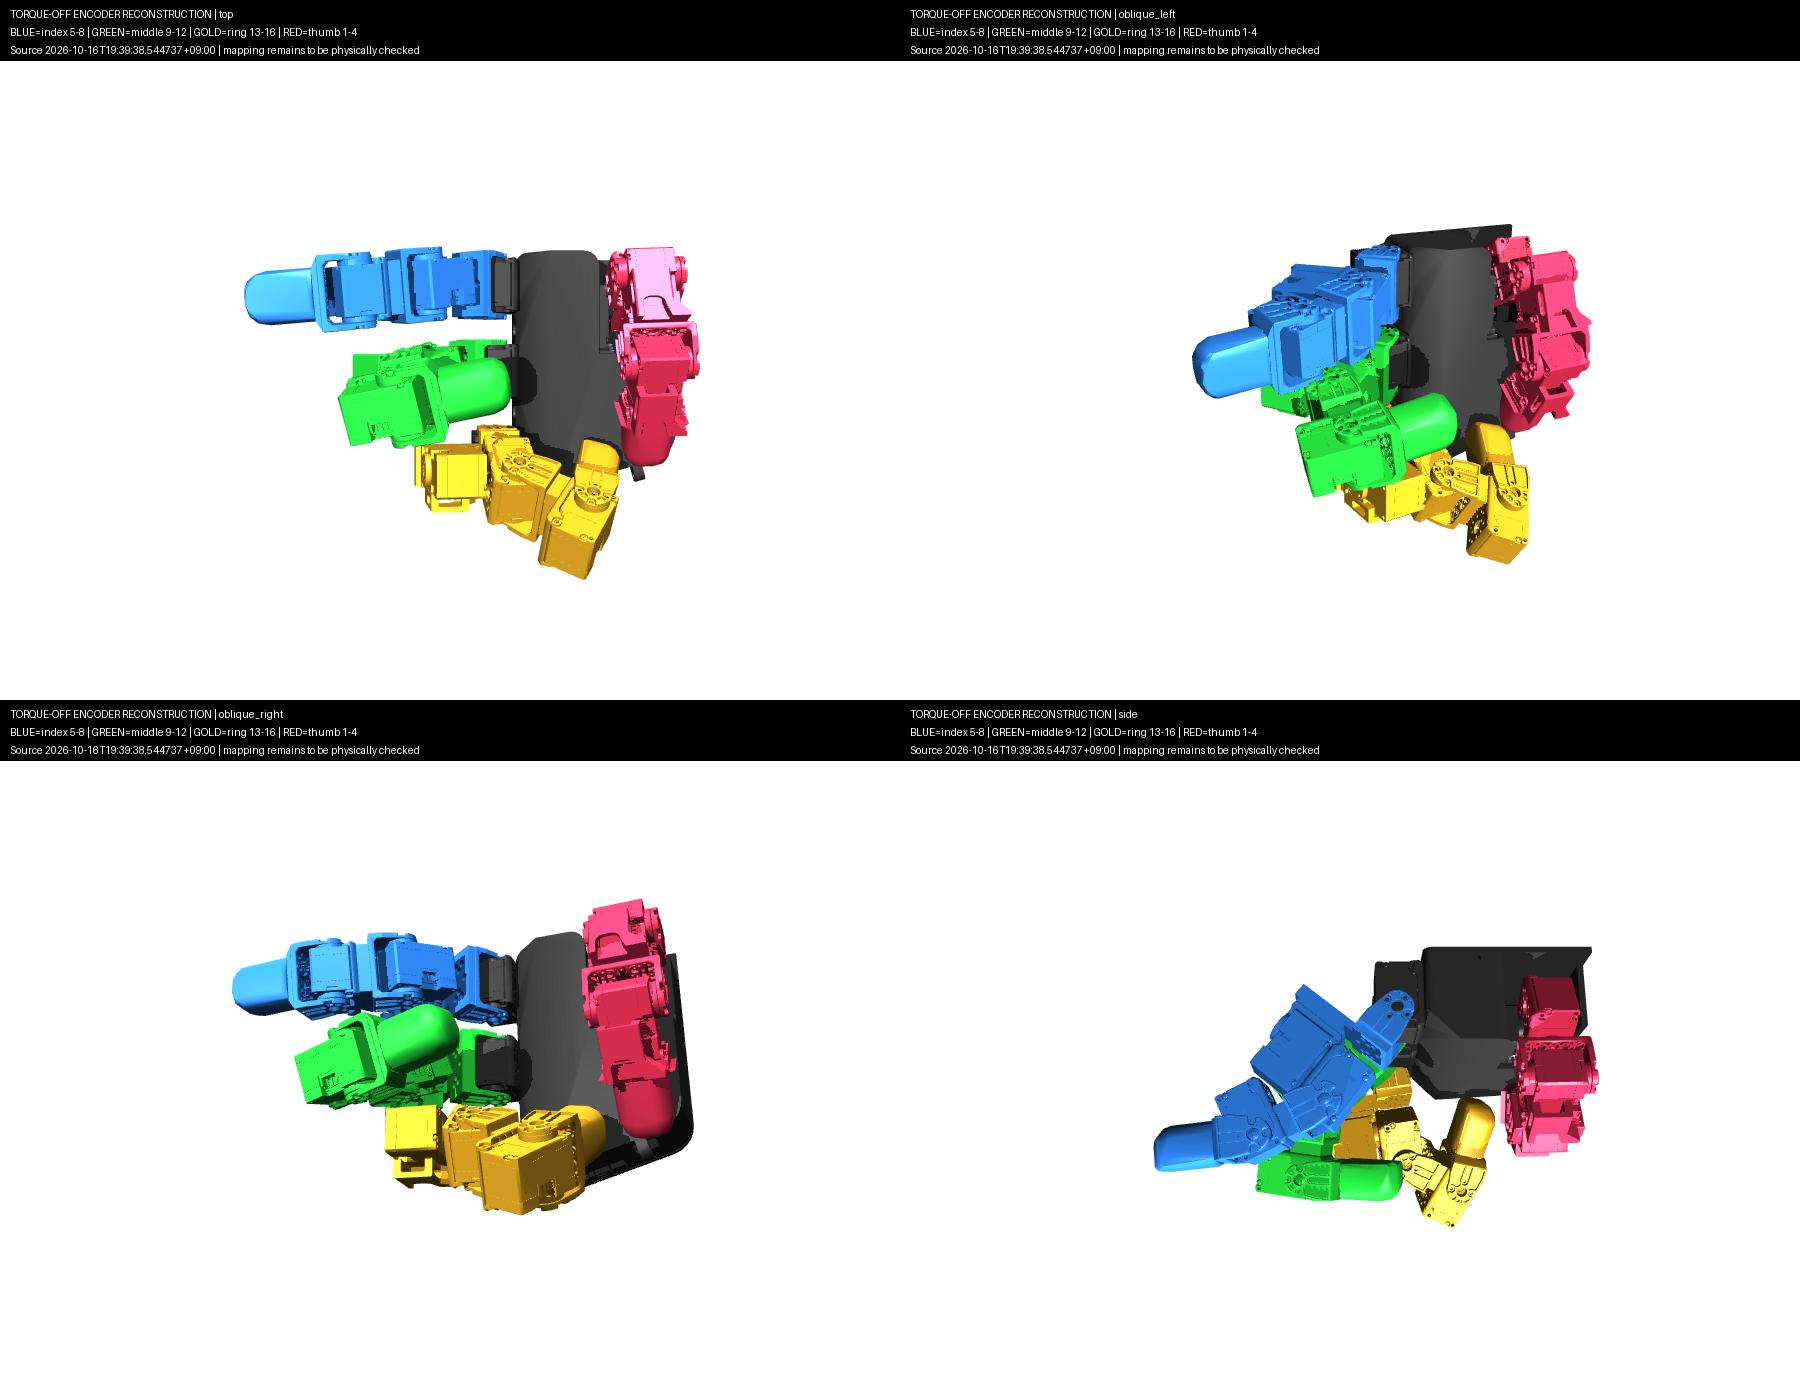 TORQUE-OFF ENCODER RECONSTRUCTION | top
BLUE=index 5-8 | GREEN=middle 9-12 | GOLD=ring 13-16 | RED=thumb 1-4
Source 2026-10-16T19:39:38.544737+09:00 | mapping remains to be physically checked
TORQUE-OFF ENCODER RECONSTRUCTION | oblique_left
BLUE=index 5-8 | GREEN=middle 9-12 | GOLD=ring 13-16 | RED=thumb 1-4
Source 2026-10-16T19:39:38.544737+09:00 | mapping remains to be physically checked
TORQUE-OFF ENCODER RECONSTRUCTION | oblique_right
BLUE=index 5-8 | GREEN=middle 9-12 | GOLD=ring 13-16 | RED=thumb 1-4
Source 2026-10-16T19:39:38.544737+09:00 | mapping remains to be physically checked
TORQUE-OFF ENCODER RECONSTRUCTION | side
BLUE=index 5-8 | GREEN=middle 9-12 | GOLD=ring 13-16 | RED=thumb 1-4
Source 2026-10-16T19:39:38.544737+09:00 | mapping remains to be physically checked